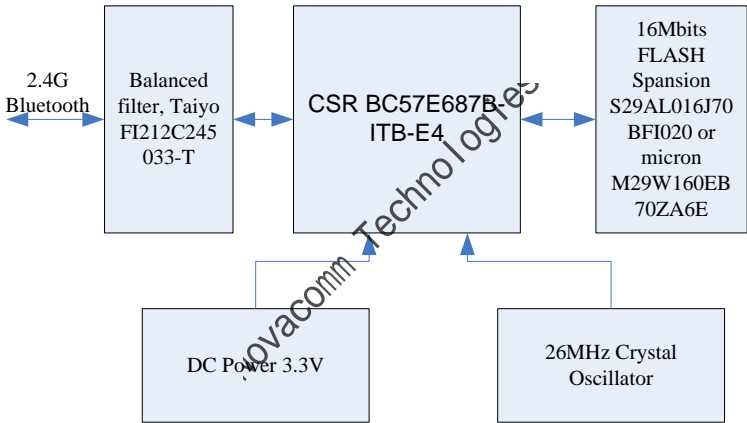 2.4G
Bluetooth
Balanced
filter, Taiyo
FI212C245
033-T
CSR BC57E687B-
ITB-E4
16Mbits
FLASH
Spansion
S29AL016J70
BFI020 or
micron
M29W160EB
70ZA6E
DC Power 3.3V
26MHz Crystal
Oscillator
ovacomm Technologies